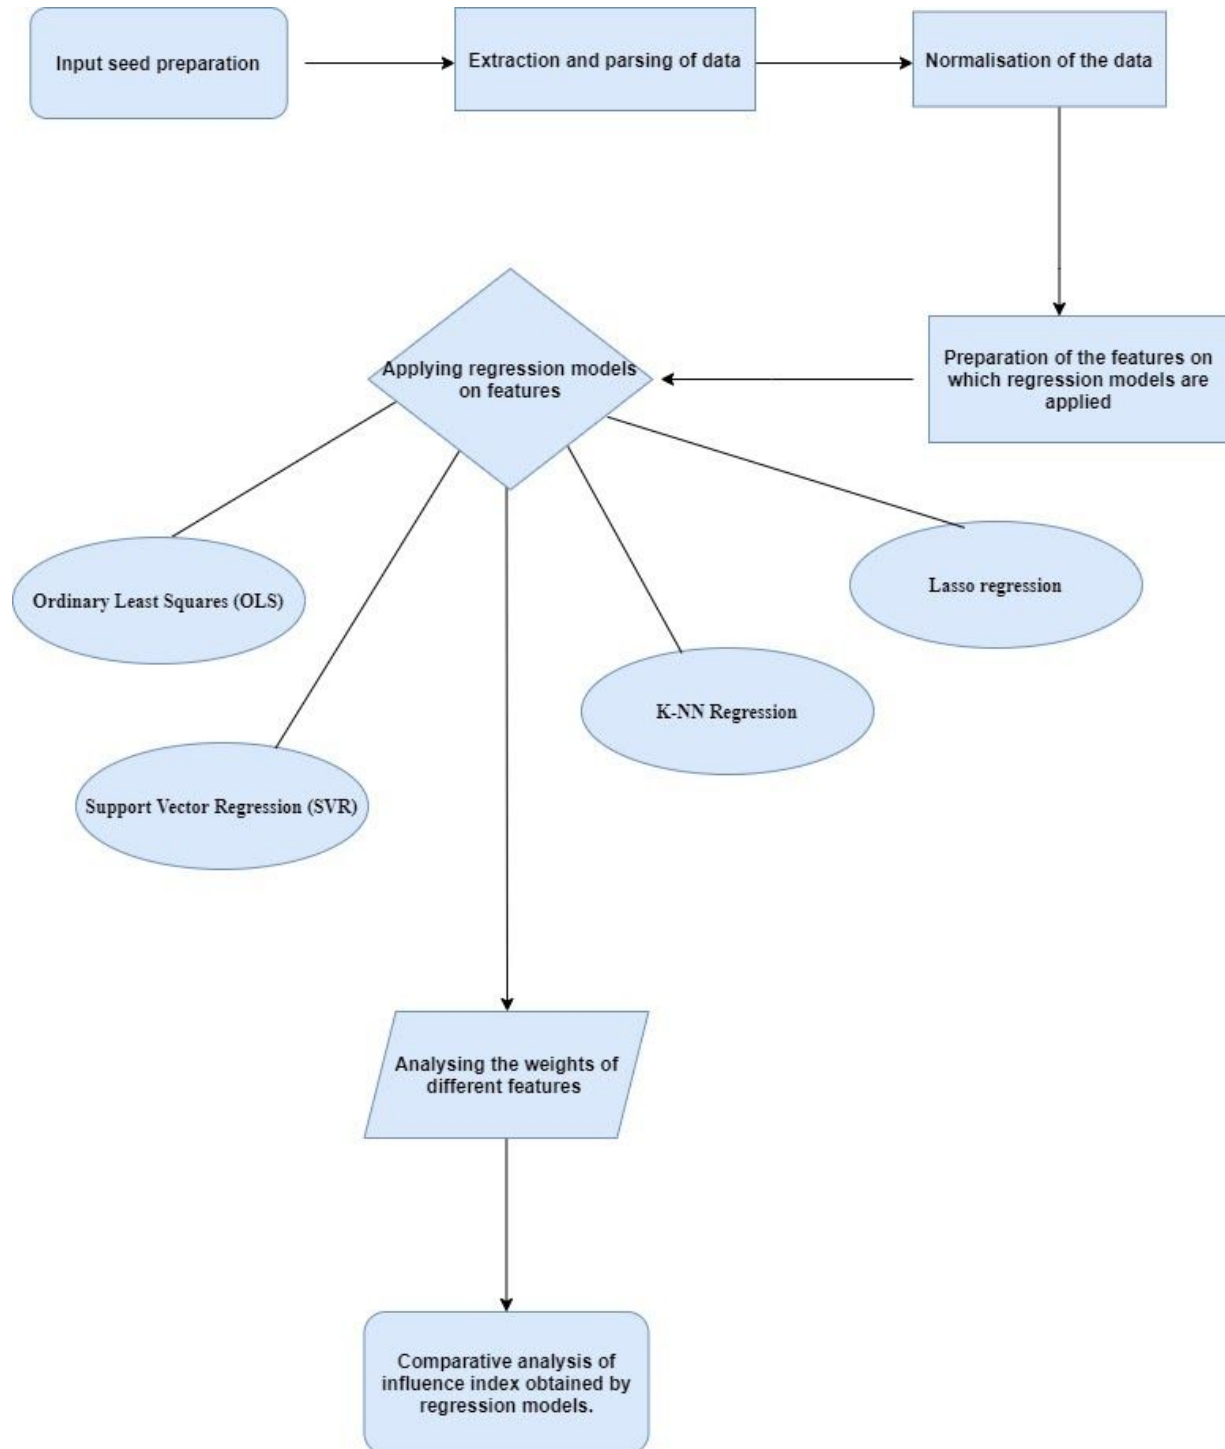 Input seed preparation
Extraction and parsing of data
Normalisation of the data
Preparation of the features on
which regression models are
applied
Applying regression models
on features
Ordinary Least Squares (OLS)
Lasso regression
K-NN Regression
Support Vector Regression (SVR)
Analysing the weights of
different features
Comparative analysis of
influence index obtained by
regression models.